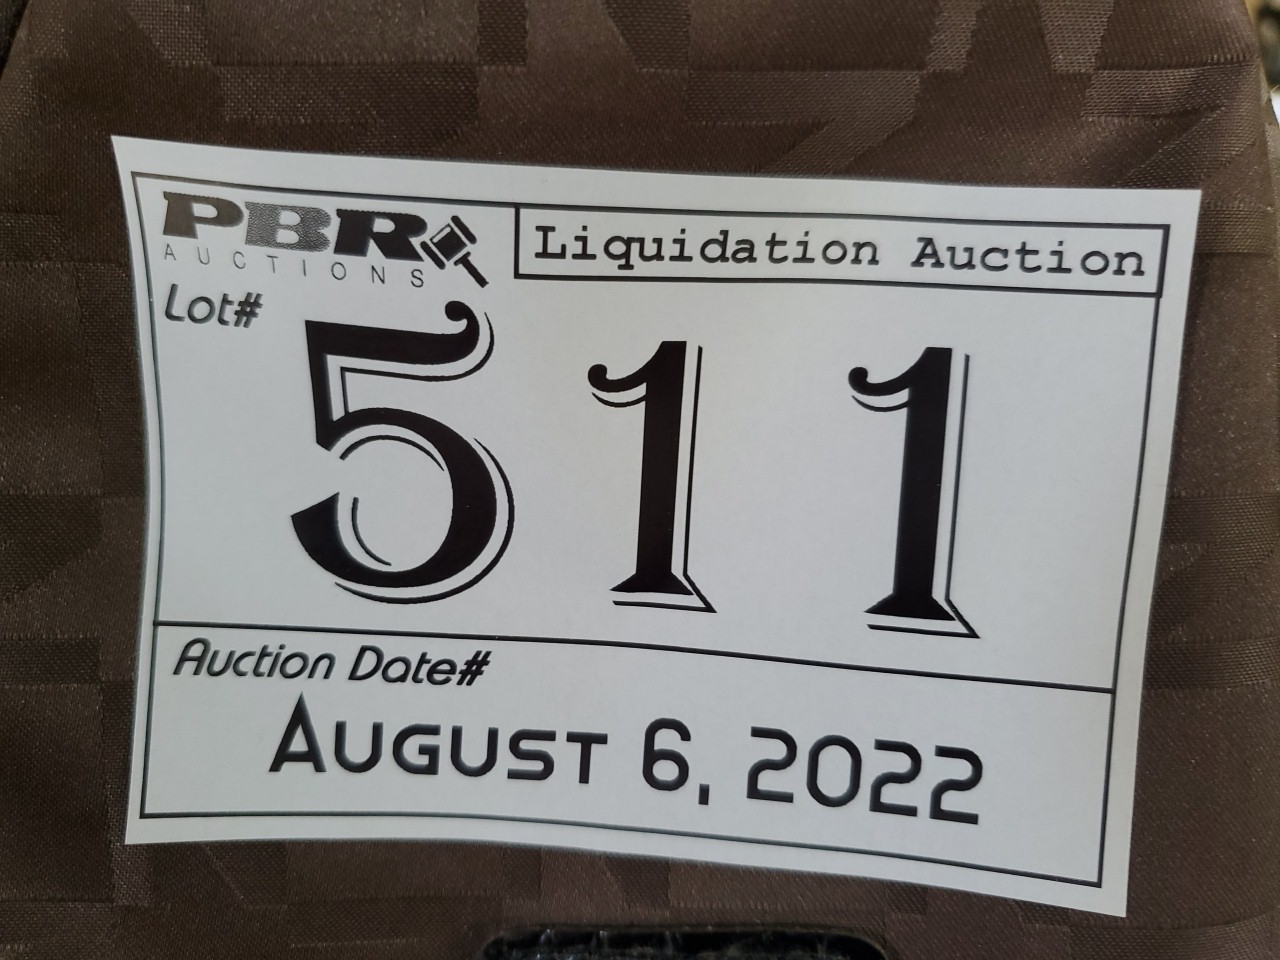 PBR
AUCTIONS
Liquidation Auction
Lot#
511
Auction Date#
AUGUST 6, 2022